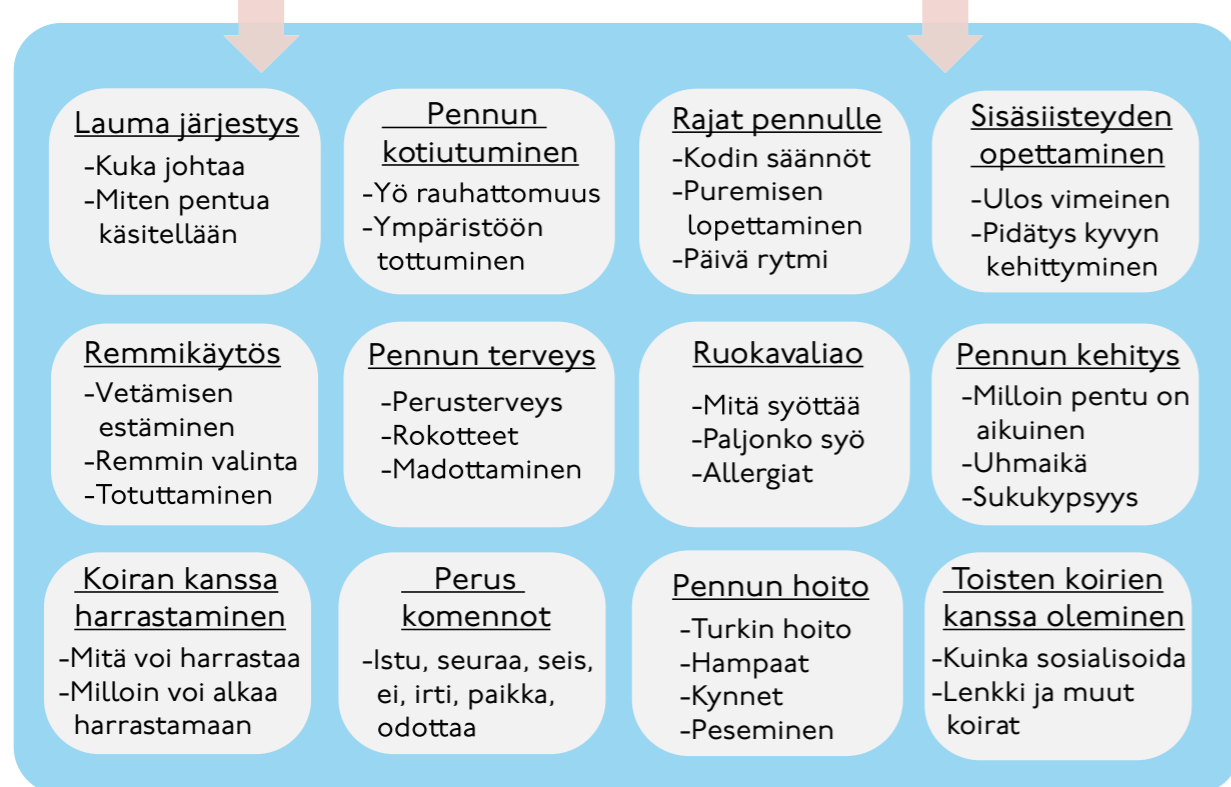 Lauma järjestys
-Kuka johtaa
-Miten pentua
käsitellään
Pennun
kotiutuminen
-Yö rauhattomuus
-Ympäristöön
tottuminen
Rajat pennulle
-Kodin säännöt
-Puremisen
lopettaminen
-Päivä rytmi
Sisäsiisteyden
opettaminen
-Ulos vimeinen
-Pidätys kyvyn
kehittyminen
Remmikäytös
-Vetämisen
estäminen
-Remmin valinta
-Totuttaminen
Pennun terveys
-Perusterveys
-Rokotteet
-Madottaminen
Ruokavaliao
-Mitä syöttää
-Paljonko syö
-Allergiat
Pennun kehitys
-Milloin pentu on
aikuinen
-Uhmaikä
-Sukukypsyys
Koiran kanssa
harrastaminen
-Mitä voi harrastaa
-Milloin voi alkaa
harrastamaan
Perus
komennot
-Istu, seuraa, seis,
ei, irti, paikka,
odottaa
Pennun hoito
-Turkin hoito
-Hampaat
-Kynnet
-Peseminen
Toisten koirien
kanssa oleminen
-Kuinka sosialisoida
-Lenkki ja muut
koirat